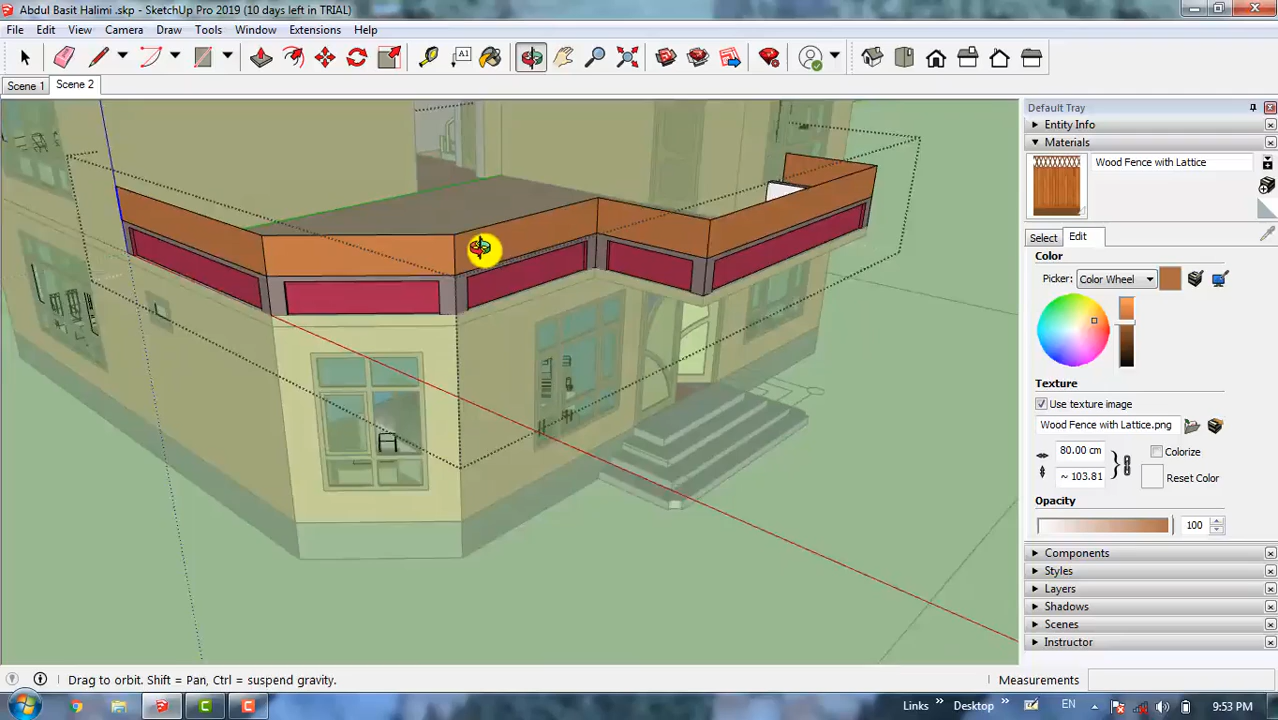 Abdul Basit Halimi .skp - SketchUp Pro 2019 (10 days left in TRIAL)
File Edit View Camera Draw Tools Window Extensions Help
A1
Scene 1 Scene 2
Default Tray
Entity Info
Materials
Wood Fence with Lattice
Select Edit
Color
Picker: Color Wheel
Texture
Use texture image
Wood Fence with Lattice.png
80.00 cm Colorize
~ 103.81 Reset Color
Opacity
100
Components
Styles
Layers
Shadows
Scenes
Instructor
Drag to orbit. Shift = Pan, Ctrl = suspend gravity.
Measurements
Links » Desktop » EN 9:53 PM